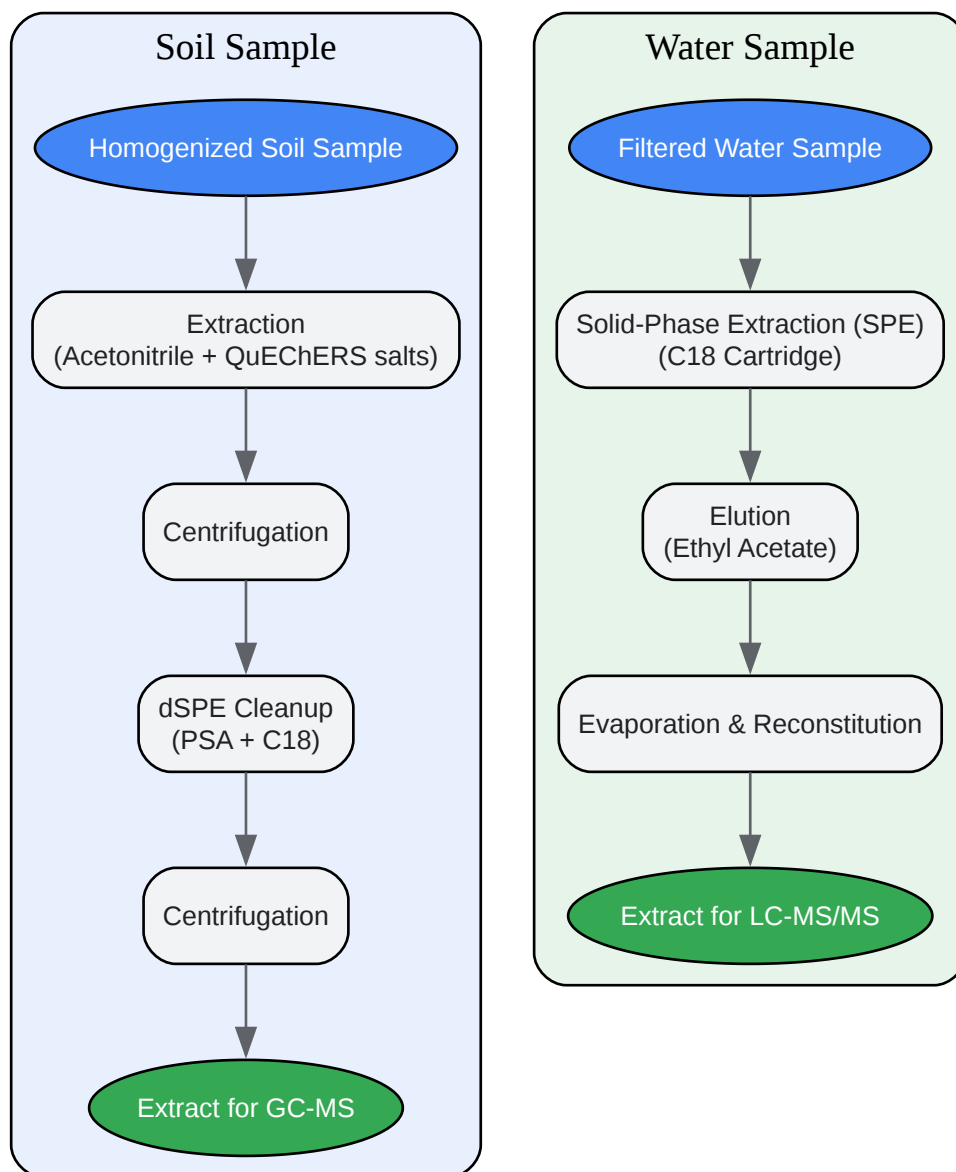 Soil Sample
Homogenized Soil Sample
Extraction
(Acetonitrile + QuEChERS salts)
Centrifugation
dSPE Cleanup
(PSA + C18)
Centrifugation
Extract for GC-MS
Water Sample
Filtered Water Sample
Solid-Phase Extraction (SPE)
(C18 Cartridge)
Elution
(Ethyl Acetate)
Evaporation & Reconstitution
Extract for LC-MS/MS